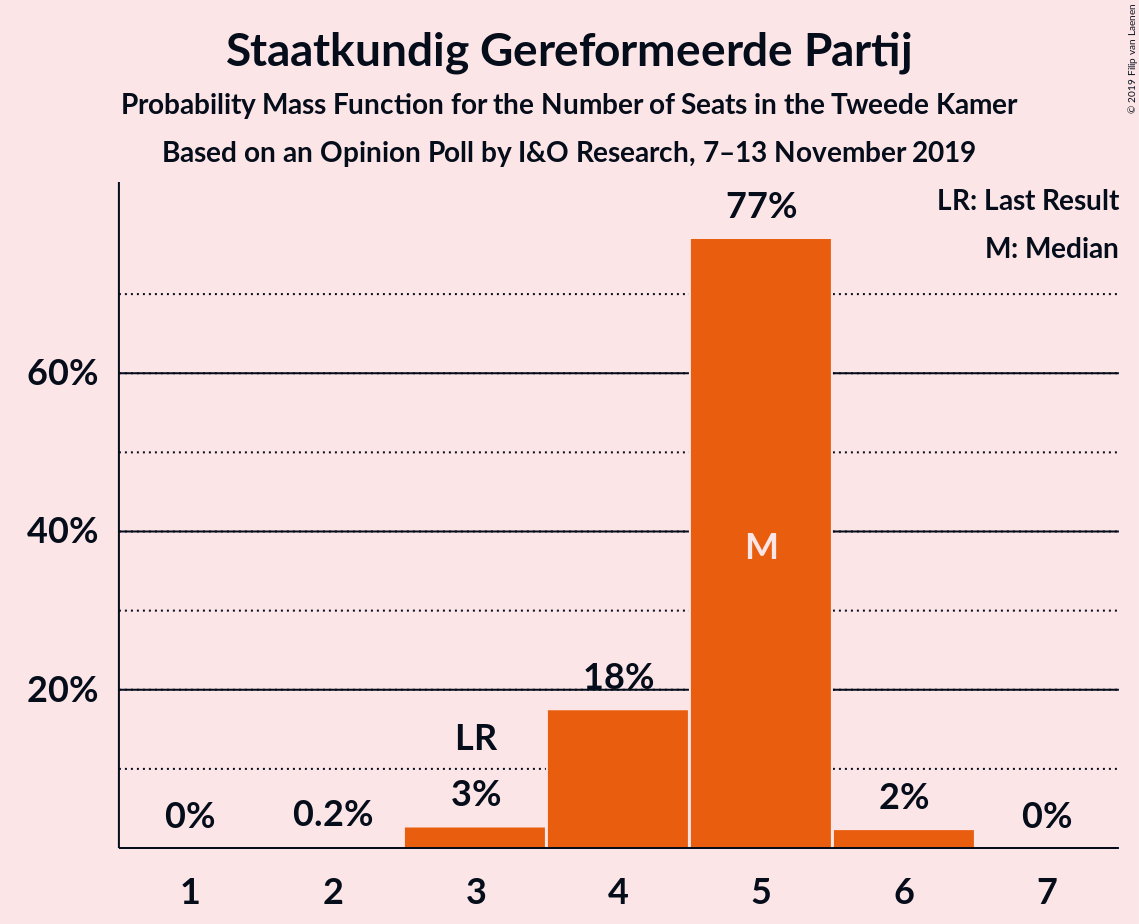 Staatkundig Gereformeerde Partij
Probability Mass Function for the Number of Seats in the Tweede Kamer
Based on an Opinion Poll by I&O Research, 7–13 November 2019
© 2019 Filip van Laenen
LR: Last Result
M: Median
77%
60%
40%
M
20%
18%
LR
3%
2%
0%
0.2%
0%
1 2 3 4 5 6 7